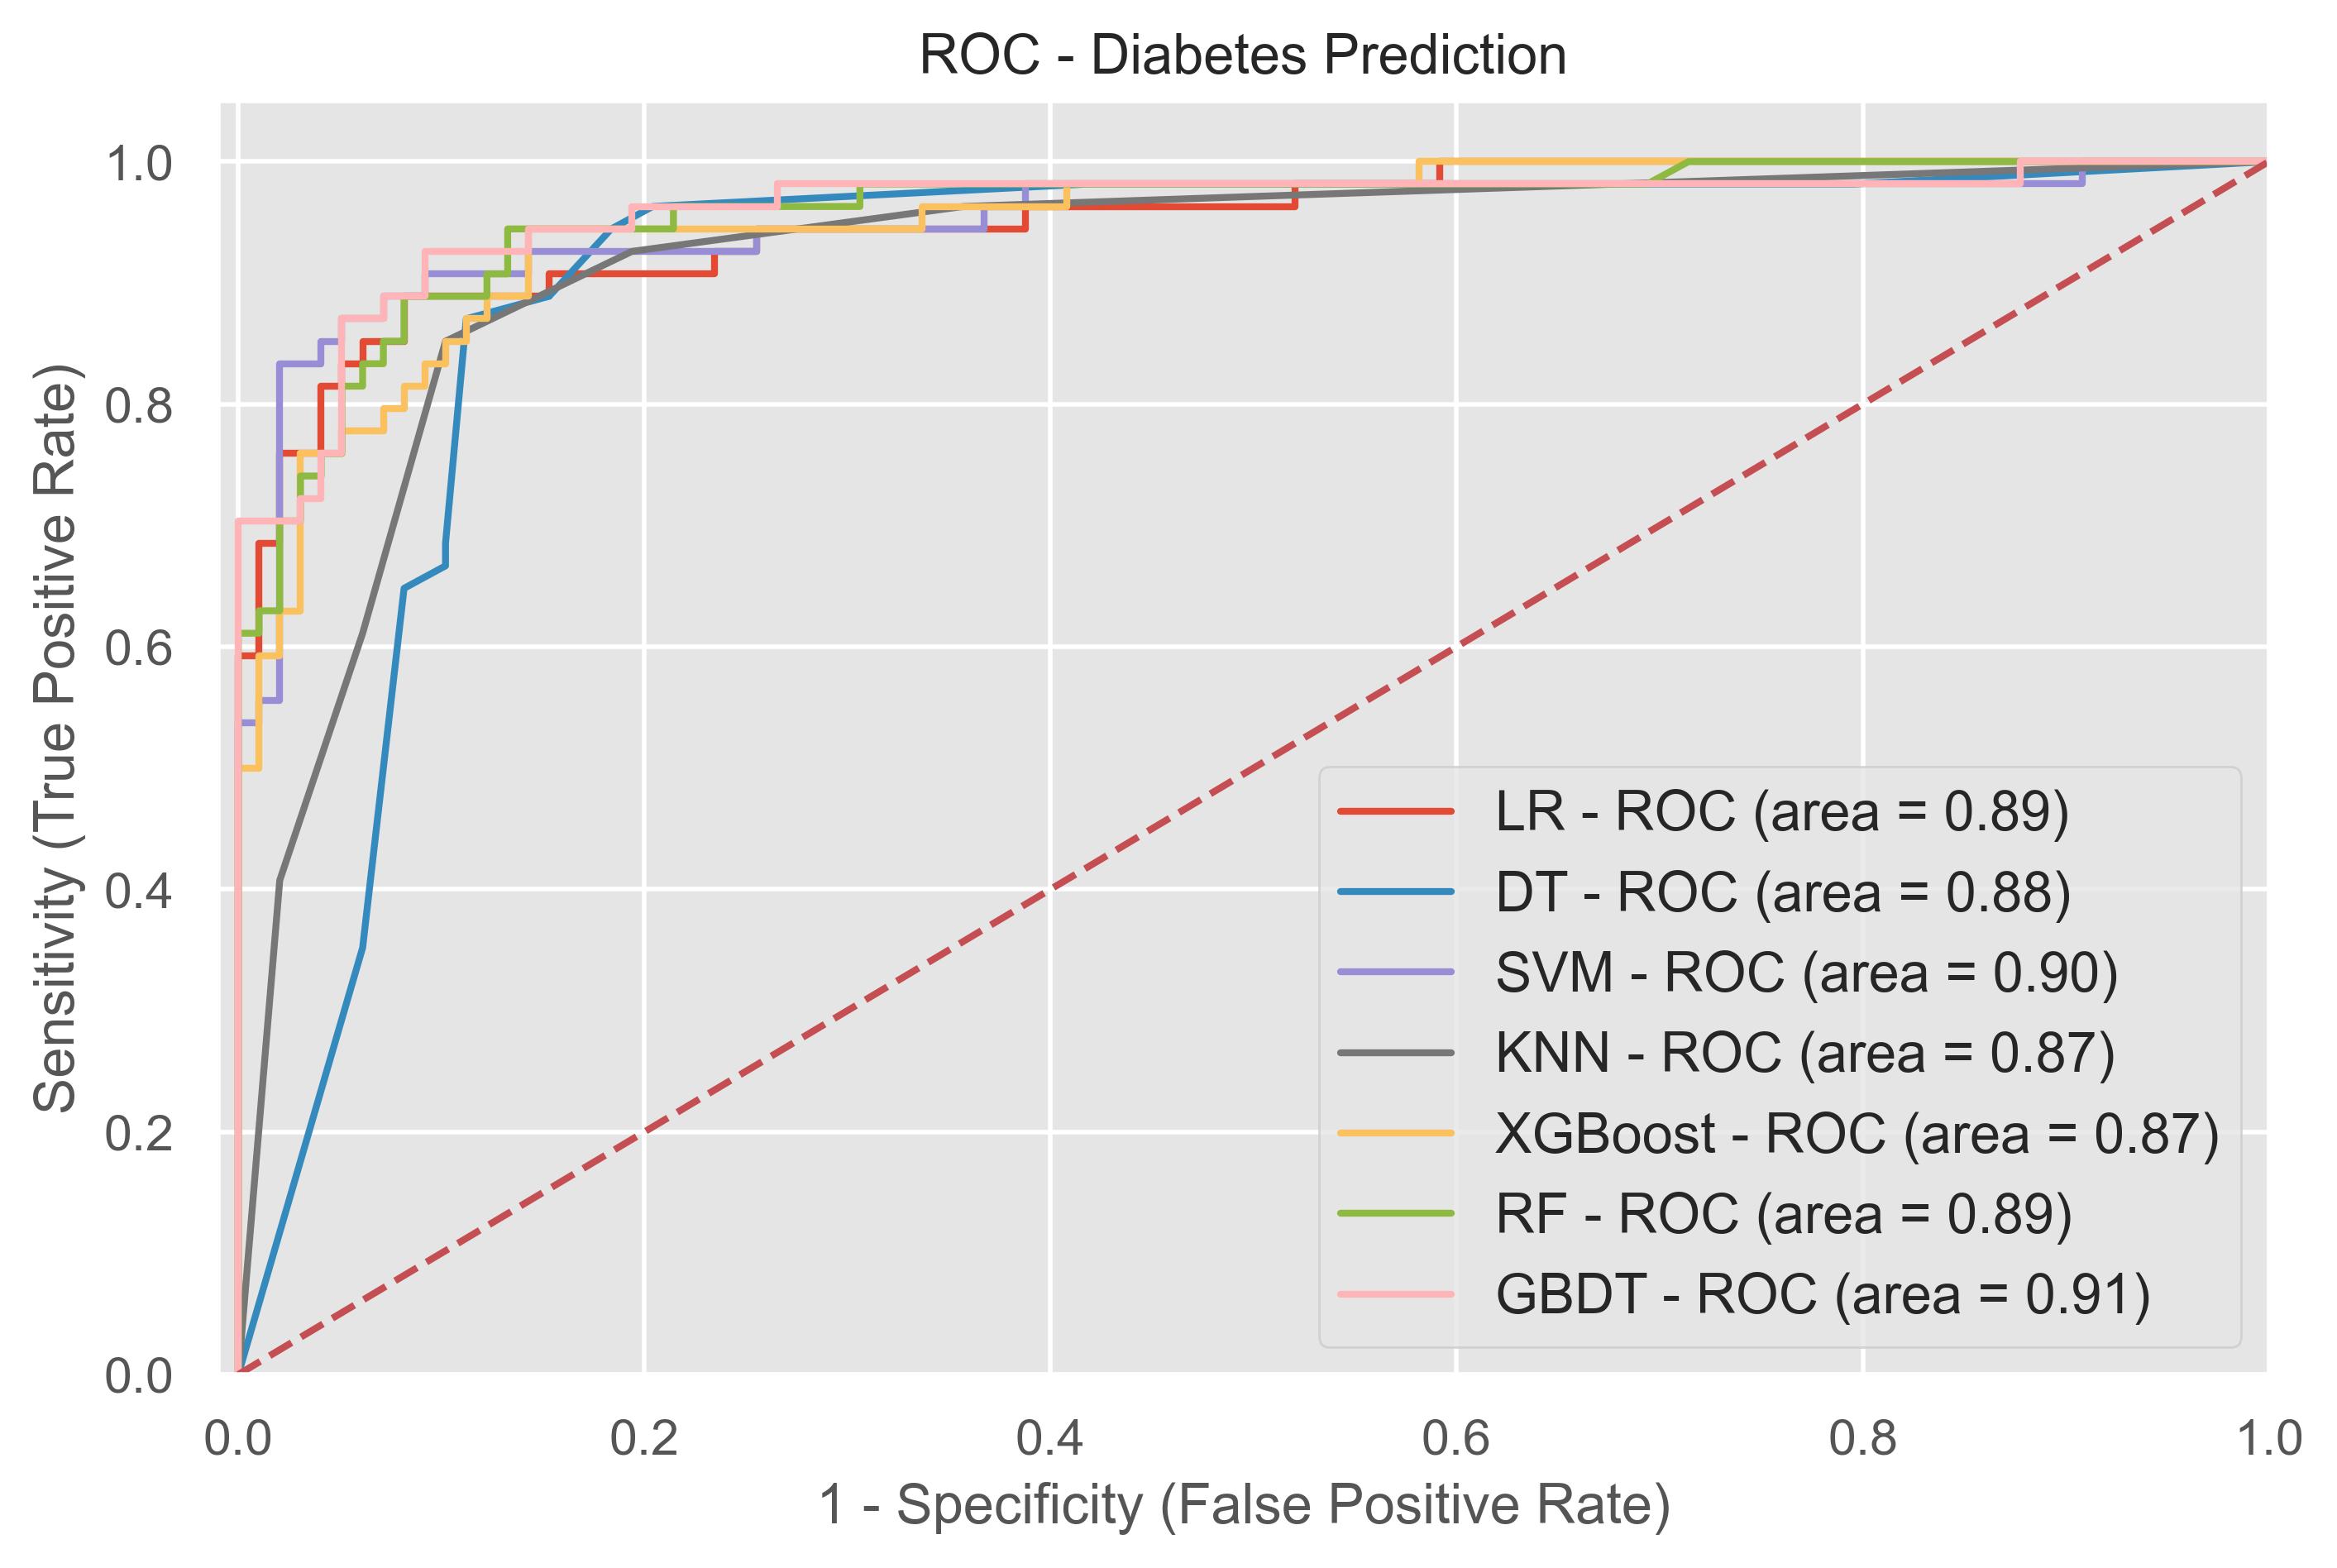 ROC - Diabetes Prediction
1.0
0.8
0.6
0.4
0.2
0.0
Sensitivity (True Positive Rate)
LR - ROC (area = 0.89)
DT - ROC (area = 0.88)
SVM - ROC (area = 0.90)
KNN - ROC (area = 0.87)
XGBoost - ROC (area = 0.87)
RF - ROC (area = 0.89)
GBDT - ROC (area = 0.91)
0.0 0.2 0.4 0.6 0.8 1.0
1 - Specificity (False Positive Rate)